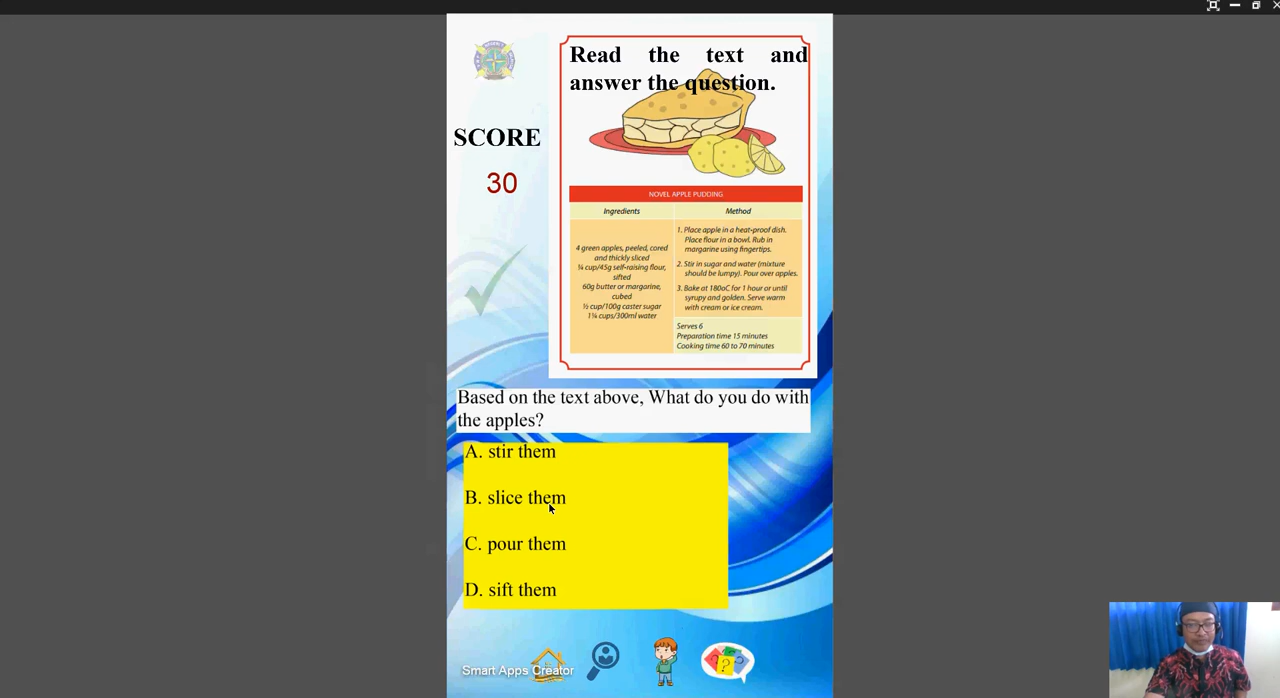 Read the text and
answer the question.
SCORE
30
NOVEL APPLE PUDDING
Ingredients
Method
4 green apples, peeled, cored
and thickly sliced
¼ cup/45g self-raising flour,
sifted
60g butter or margarine,
cubed
½ cup/100g caster sugar
1¼ cups/300ml water
1. Place apple in a heat-proof dish.
Place flour in a bowl. Rub in
margarine using fingertips.
2. Stir in sugar and water (mixture
should be lumpy). Pour over apples.
3. Bake at 180oC for 1 hour or until
syrupy and golden. Serve warm
with cream or ice cream.
Serves 6
Preparation time 15 minutes
Cooking time 60 to 70 minutes
Based on the text above, What do you do with
the apples?
A. stir them
B. slice them
C. pour them
D. sift them
Smart Apps Creator
?